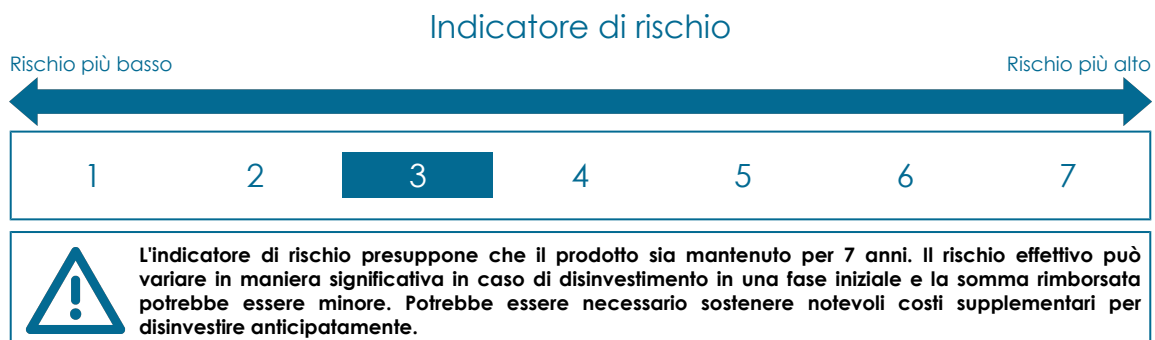 Indicatore di rischio
Rischio più basso
Rischio più alto
1 2 3 4 5 6 7
L'indicatore di rischio presuppone che il prodotto sia mantenuto per 7 anni. Il rischio effettivo può
variare in maniera significativa in caso di disinvestimento in una fase iniziale e la somma rimborsata
potrebbe essere minore. Potrebbe essere necessario sostenere notevoli costi supplementari per
disinvestire anticipatamente.